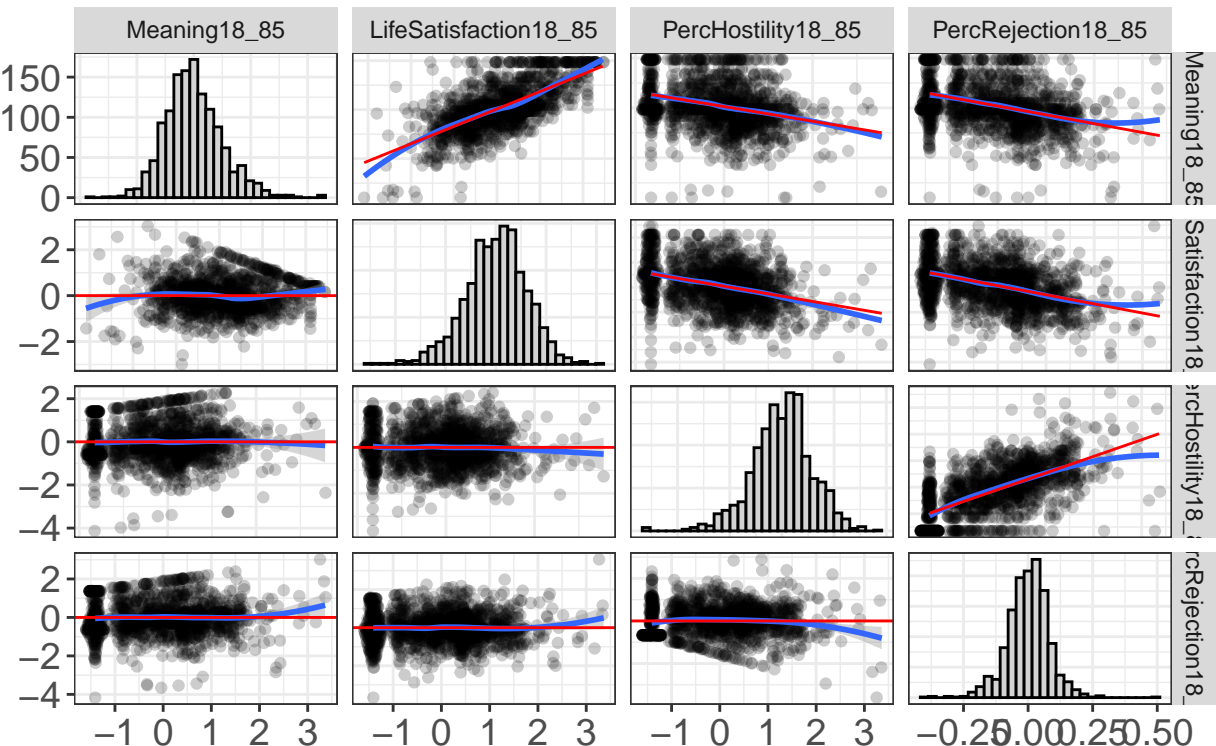 Meaning18_85 LifeSatisfaction18_85 PercHostility18_85 PercRejection18_85
150
100
50
0
Meaning18_85
2
0
−2
Satisfaction18_
2
0
−2
−4
ercHostility18_8
2
0
−2
−4
rcRejection18_
−1 0 1 2 3 −1 0 1 2 3 −1 0 1 2 3 −0.25 0.00 0.25 0.50